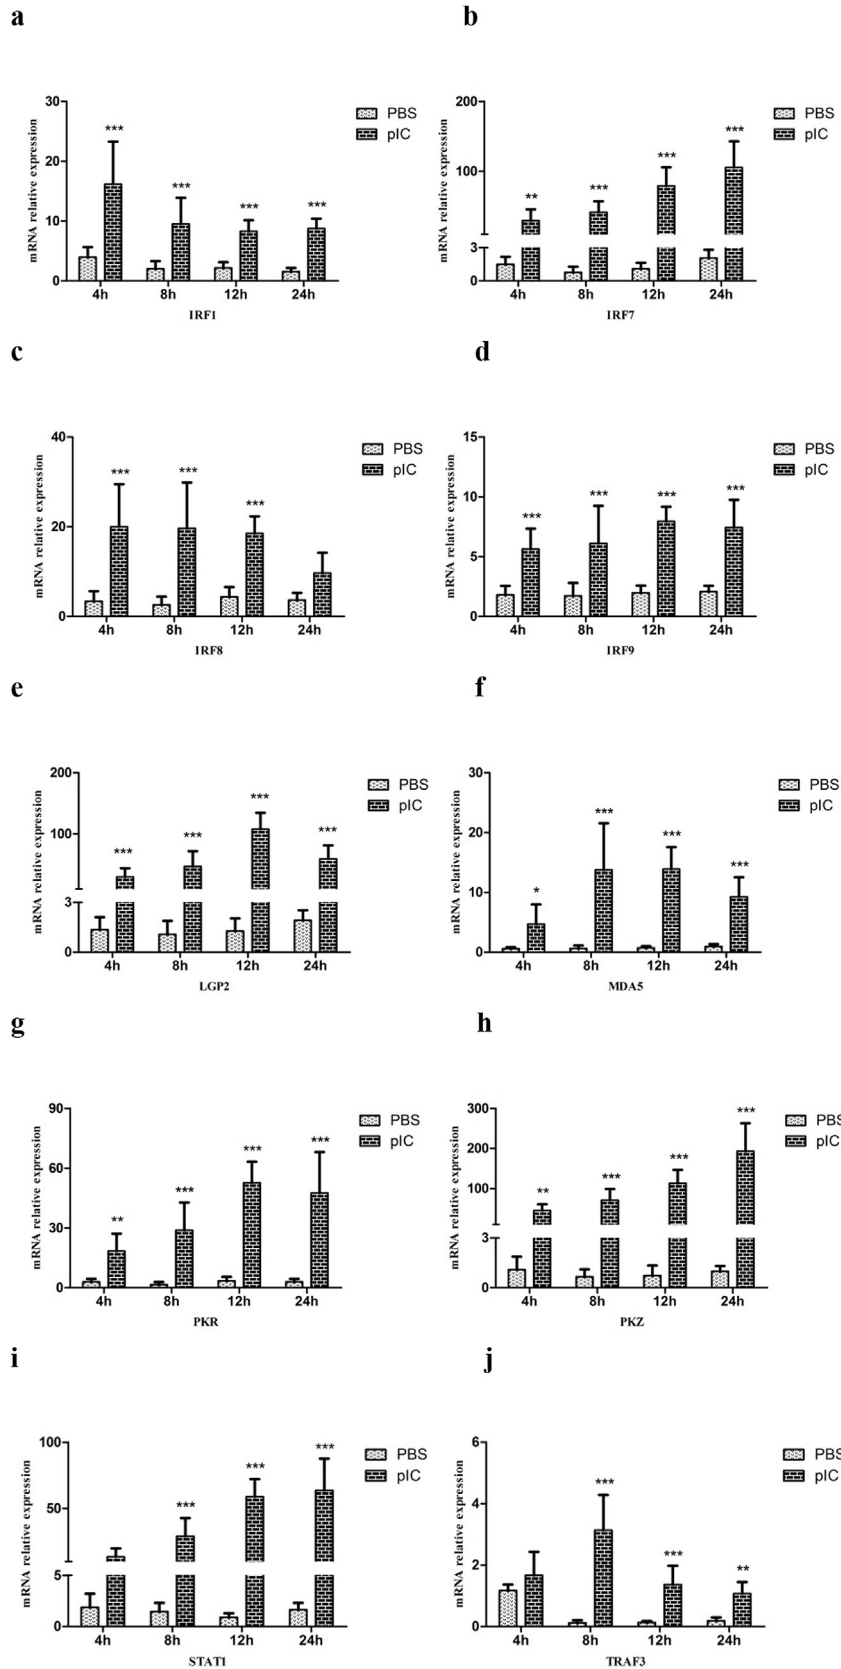 a
b
30
20
10
0
mRNA relative expression
***
***
***
***
4h 8h 12h 24h
IRF1
PBS
pIC
200
100
3
0
mRNA relative expression
**
***
***
***
4h 8h 12h 24h
IRF7
PBS
pIC
c
d
40
20
0
mRNA relative expression
***
***
***
4h 8h 12h 24h
IRF8
PBS
pIC
15
10
5
0
mRNA relative expression
***
***
***
***
4h 8h 12h 24h
IRF9
PBS
pIC
e
f
200
100
3
0
mRNA relative expression
***
***
***
***
4h 8h 12h 24h
LGP2
PBS
pIC
30
20
10
0
mRNA relative expression
*
***
***
***
4h 8h 12h 24h
MDA5
PBS
pIC
g
h
90
60
30
0
mRNA relative expression
**
***
***
***
4h 8h 12h 24h
PKR
PBS
pIC
300
200
100
3
0
mRNA relative expression
**
***
***
***
4h 8h 12h 24h
PKZ
PBS
pIC
i
j
100
50
5
0
mRNA relative expression
***
***
***
4h 8h 12h 24h
STAT1
PBS
pIC
6
4
2
0
mRNA relative expression
***
***
**
4h 8h 12h 24h
TRAF3
PBS
pIC